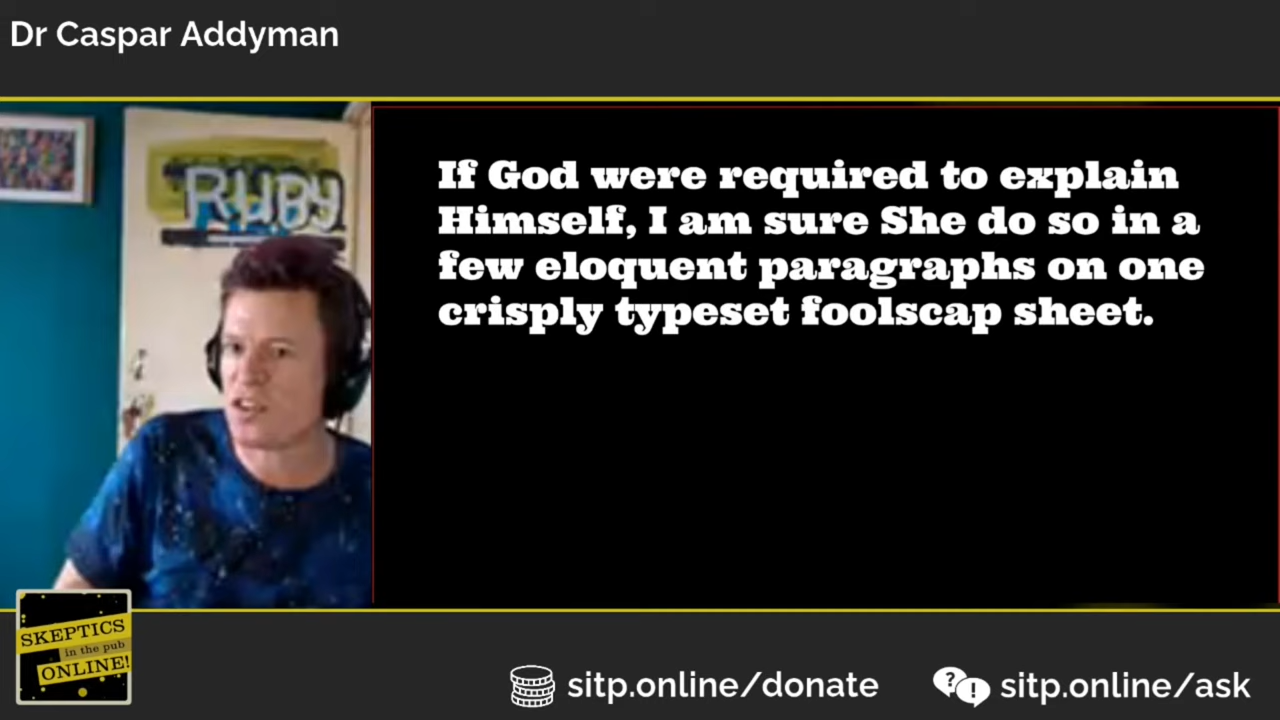 Dr Caspar Addyman
RUBY
If God were required to explain
Himself, I am sure She do so in a
few eloquent paragraphs on one
crisply typeset foolscap sheet.
SKEPTICS
in the pub
ONLINE!
sitp.online/donate
sitp.online/ask